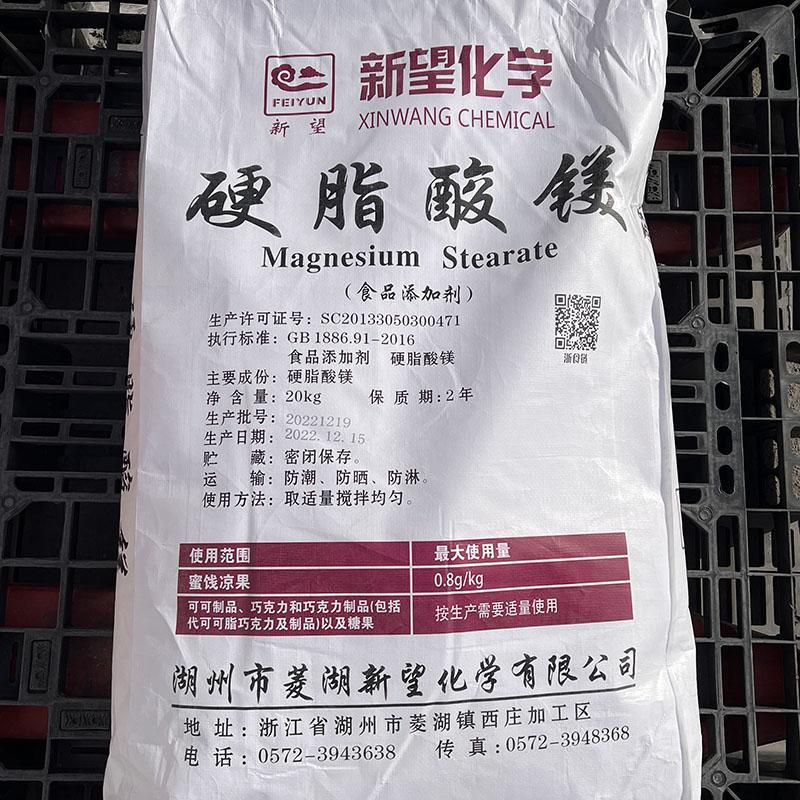 新望化学
FEIYUN
XINWANG CHEMICAL
新望
硬脂酸镁
Magnesium Stearate
(食品添加剂)
生产许可证号：SC20133050300471
执行标准：GB 1886.91-2016
食品添加剂 硬脂酸镁
浙食链
主要成份：硬脂酸镁
净含量：20kg 保质期：2年
生产批号：20221219
生产日期：2022.12.15
贮藏：密闭保存。
运输：防潮、防晒、防淋。
使用方法：取适量搅拌均匀。
使用范围 最大使用量
蜜饯凉果 0.8g/kg
可可制品、巧克力和巧克力制品(包括
代可可脂巧克力及制品)以及糖果 按生产需要适量使用
湖州市菱湖新望化学有限公司
地址：浙江省湖州市菱湖镇西庄加工区
电话：0572-3943638 传真：0572-3948368